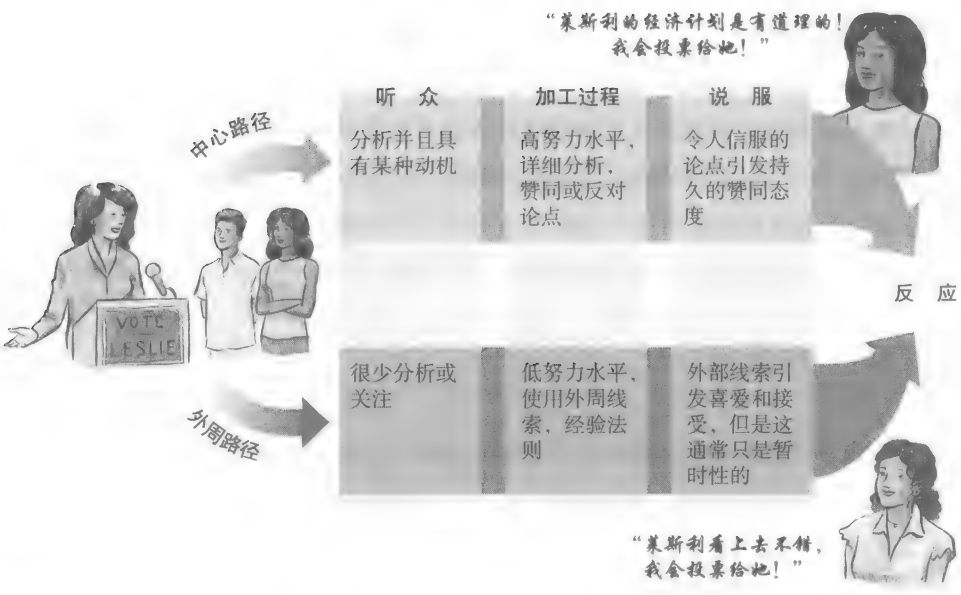 “莱斯利的经济计划是有道理的！
我会投票给她！”
听 众
加工过程
说 服
中心路径
分析并且具
有某种动机
高努力水平，
详细分析，
赞同或反对
论点
令人信服的
论点引发持
久的赞同态
度
VOTE
LESLIE
反 应
外周路径
很少分析或
关注
低努力水平，
使用外周线
索，经验法
则
外部线索引
发喜爱和接
受，但是这
通常只是暂
时性的
“莱斯利看上去不错，
我会投票给她！”